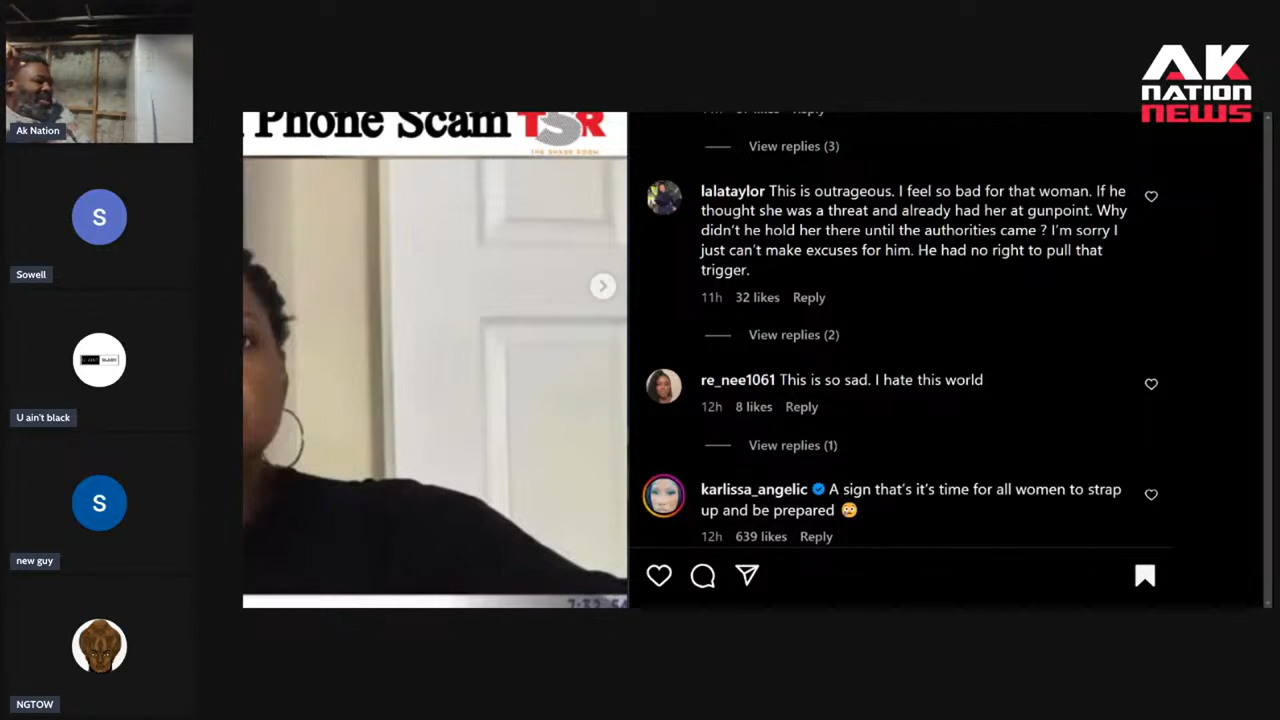 Ak Nation
S
Sowell
U ain't black
S
new guy
NGTOW
Phone Scam TSR
THE SHADE ROOM
AK
NATION
NEWS
Reply
View replies (3)
lalataylor This is outrageous. I feel so bad for that woman. If he
thought she was a threat and already had her at gunpoint. Why
didn't he hold her there until the authorities came ? I'm sorry I
just can't make excuses for him. He had no right to pull that
trigger.
11h 32 likes Reply
View replies (2)
re_nee1061 This is so sad. I hate this world
12h 8 likes Reply
View replies (1)
karlissa_angelic A sign that's it's time for all women to strap
up and be prepared 😳
12h 639 likes Reply